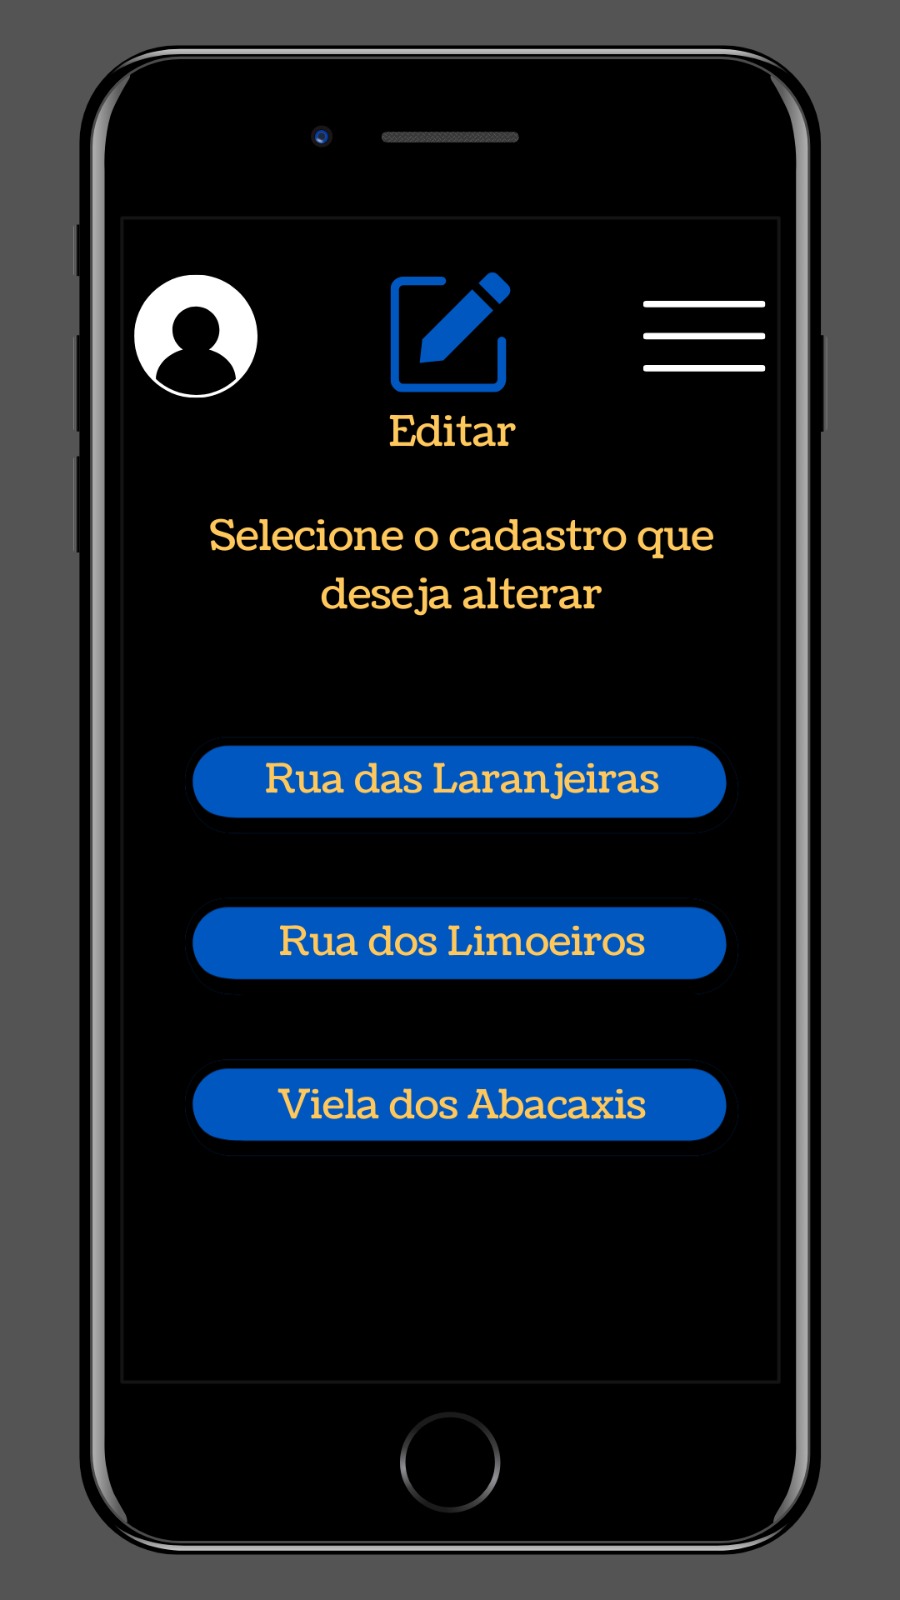 Editar
Selecione o cadastro que
deseja alterar
Rua das Laranjeiras
Rua dos Limoeiros
Viela dos Abacaxis